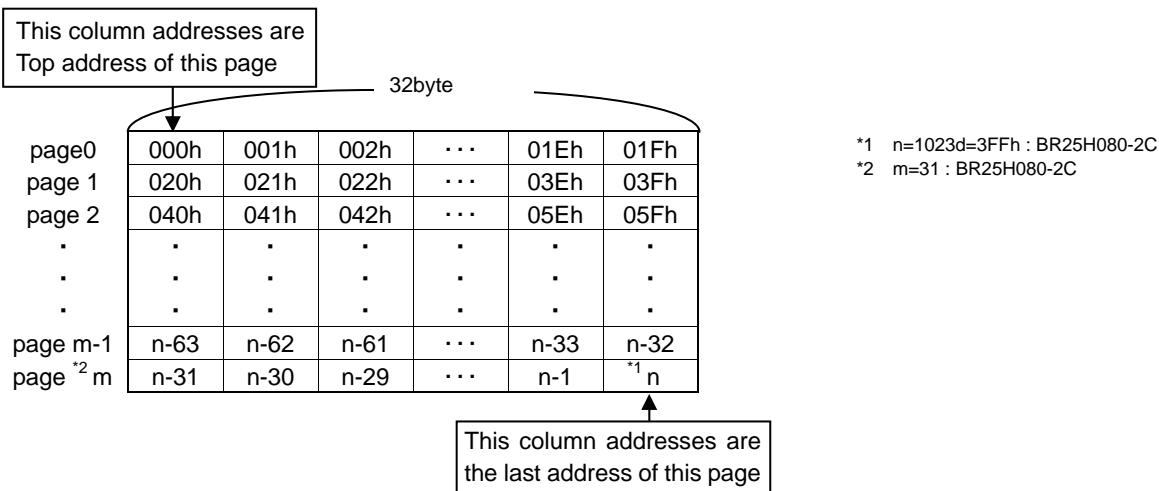 This column addresses are
Top address of this page
32byte
page0 000h 001h 002h ··· 01Eh 01Fh
page 1 020h 021h 022h ··· 03Eh 03Fh
page 2 040h 041h 042h ··· 05Eh 05Fh
· · · · · · ·
· · · · · · ·
· · · · · · ·
page m-1 n-63 n-62 n-61 ··· n-33 n-32
page *2 m n-31 n-30 n-29 ··· n-1 *1 n
This column addresses are
the last address of this page
*1 n=1023d=3FFh : BR25H080-2C
*2 m=31 : BR25H080-2C